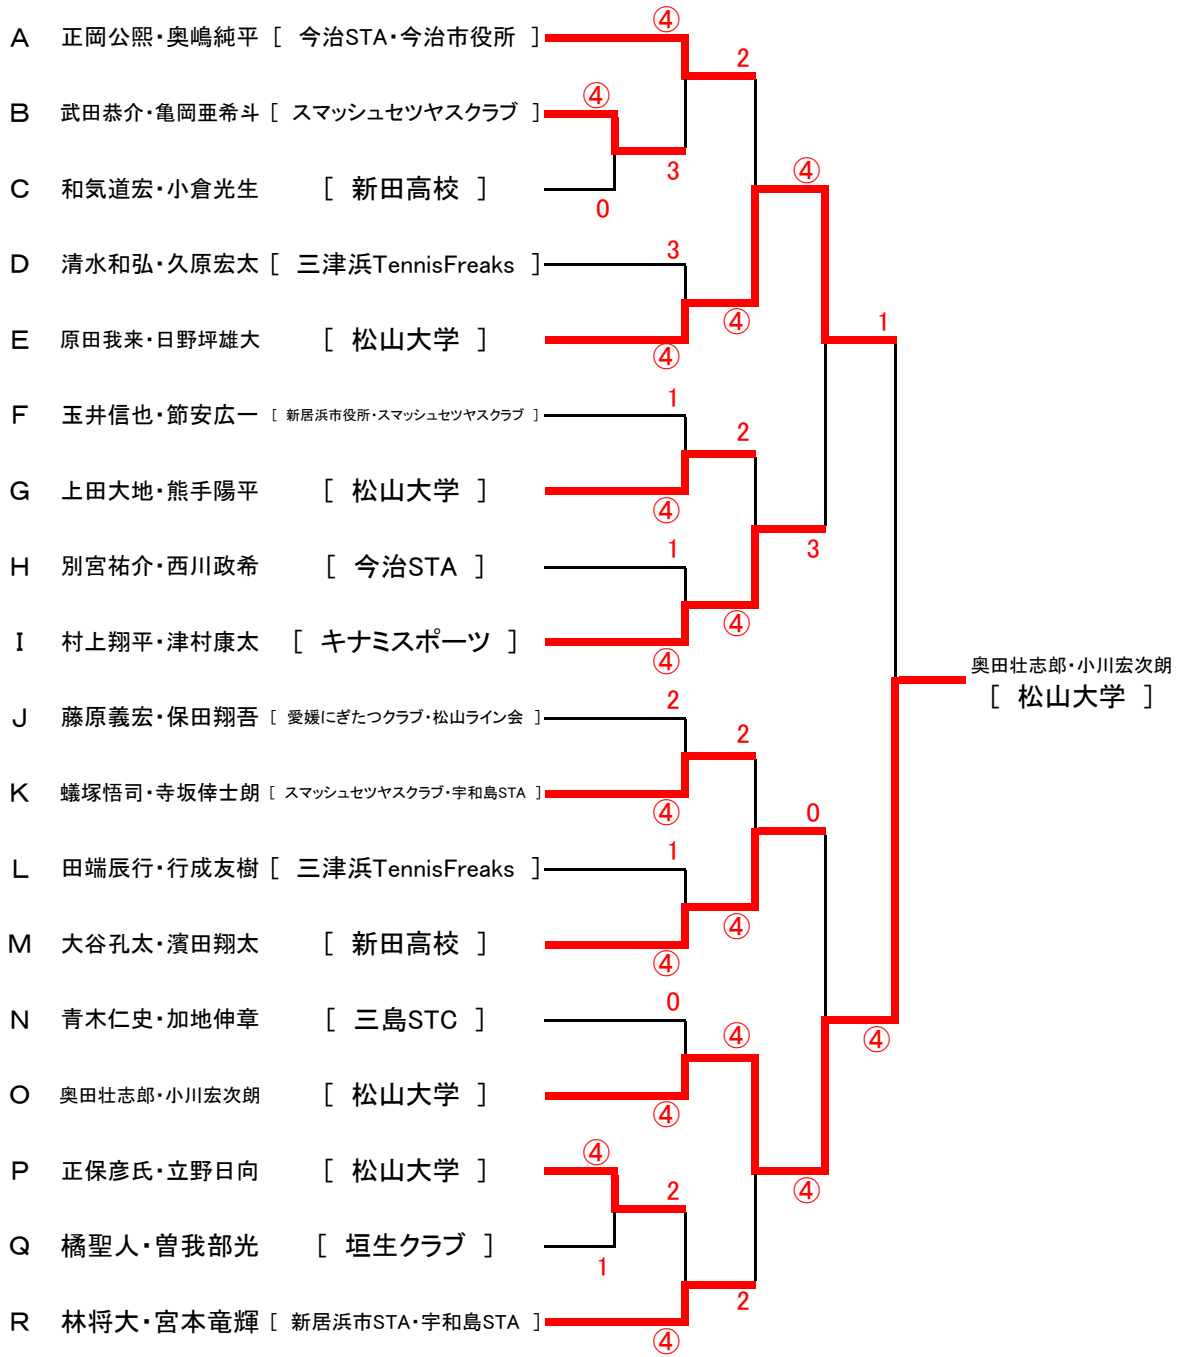 ④
A 正岡公熙・奥嶋純平 [ 今治STA・今治市役所 ]
2
④
B 武田恭介・亀岡亜希斗 [ スマッシュセツヤスクラブ ]
3
④
C 和気道宏・小倉光生 [ 新田高校 ]
0
3
D 清水和弘・久原宏太 [ 三津浜TennisFreaks ]
④
1
E 原田我来・日野坪雄大 [ 松山大学 ]
④
1
F 玉井信也・節安広一 [ 新居浜市役所・スマッシュセツヤスクラブ ]
2
G 上田大地・熊手陽平 [ 松山大学 ]
④
1
3
H 別宮祐介・西川政希 [ 今治STA ]
④
I 村上翔平・津村康太 [ キナミスポーツ ]
④
奥田壮志郎・小川宏次朗
[ 松山大学 ]
2
J 藤原義宏・保田翔吾 [ 愛媛にぎたつクラブ・松山ライン会 ]
2
K 蟻塚悟司・寺坂倖士朗 [ スマッシュセツヤスクラブ・宇和島STA ]
④
0
1
L 田端辰行・行成友樹 [ 三津浜TennisFreaks ]
④
M 大谷孔太・濱田翔太 [ 新田高校 ]
④
0
N 青木仁史・加地伸章 [ 三島STC ]
④
④
O 奥田壮志郎・小川宏次朗 [ 松山大学 ]
④
④
P 正保彦氏・立野日向 [ 松山大学 ]
2
④
Q 橘聖人・曽我部光 [ 垣生クラブ ]
1
2
R 林将大・宮本竜輝 [ 新居浜市STA・宇和島STA ]
④